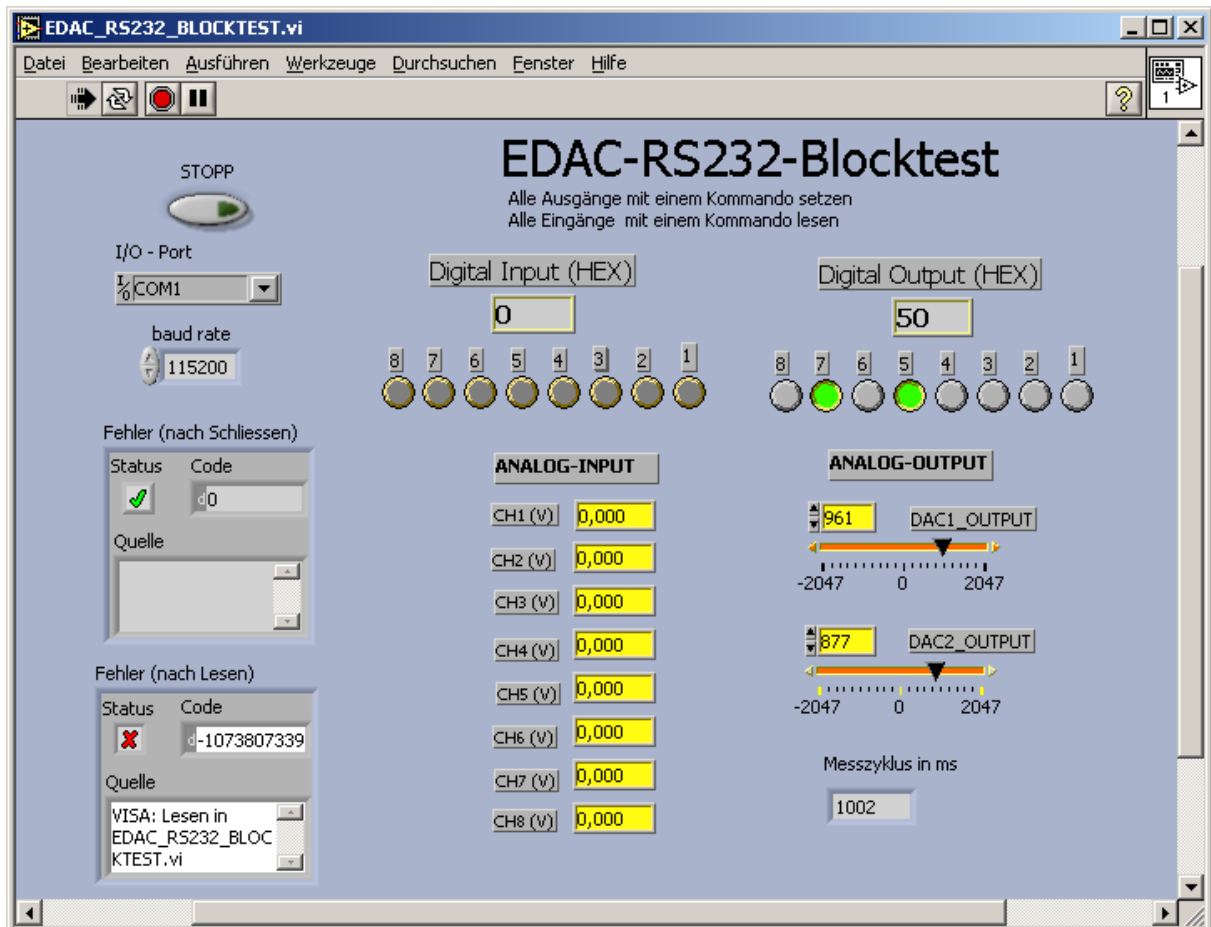 EDAC_RS232_BLOCKTEST.vi
Datei Bearbeiten Ausführen Werkzeuge Durchsuchen Fenster Hilfe
1
EDAC-RS232-Blocktest
Alle Ausgänge mit einem Kommando setzen
Alle Eingänge mit einem Kommando lesen
STOPP
I/O - Port
I/O COM1
baud rate
115200
Digital Input (HEX)
0
8 7 6 5 4 3 2 1
Digital Output (HEX)
50
8 7 6 5 4 3 2 1
Fehler (nach Schliessen)
Status Code
d 0
Quelle
Fehler (nach Lesen)
Status Code
d -1073807339
Quelle
VISA: Lesen in
EDAC_RS232_BLOC
KTEST.vi
ANALOG-INPUT
CH1 (V) 0,000
CH2 (V) 0,000
CH3 (V) 0,000
CH4 (V) 0,000
CH5 (V) 0,000
CH6 (V) 0,000
CH7 (V) 0,000
CH8 (V) 0,000
ANALOG-OUTPUT
961 DAC1_OUTPUT
-2047 0 2047
877 DAC2_OUTPUT
-2047 0 2047
Messzyklus in ms
1002